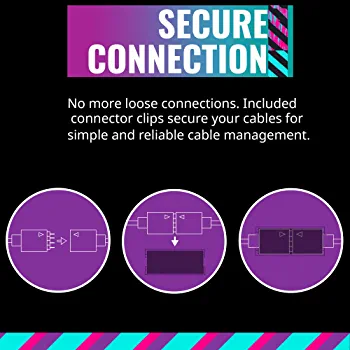 SECURE
CONNECTION
No more loose connections. Included
connector clips secure your cables for
simple and reliable cable management.